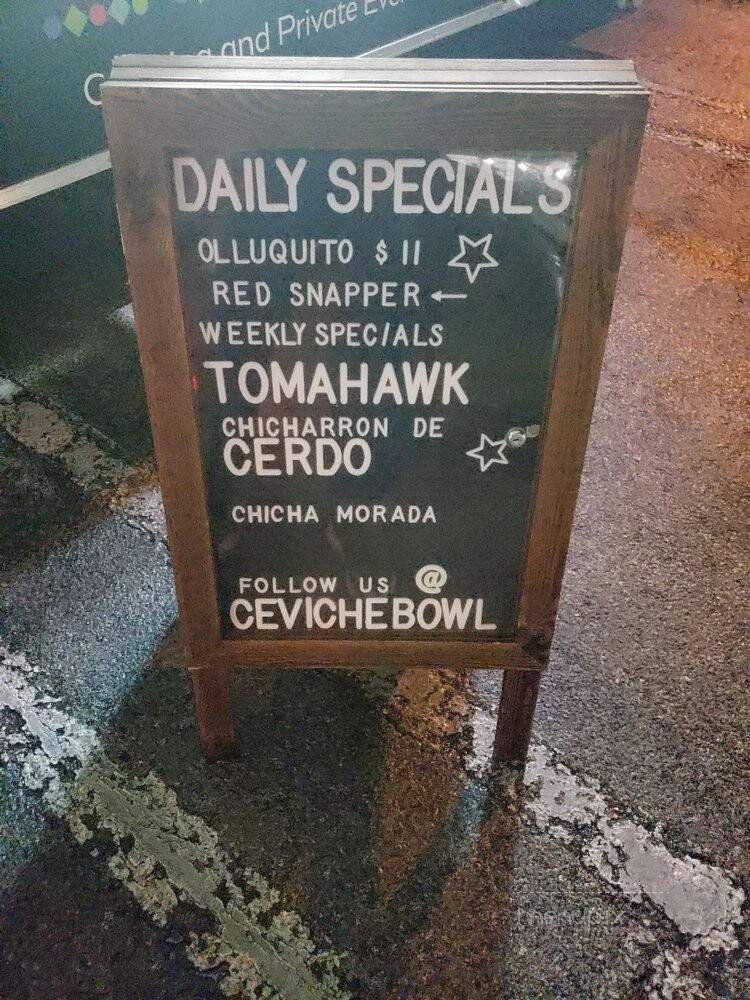 and Private
DAILY SPECIALS
OLLUQUITO $ 11
RED SNAPPER ←
WEEKLY SPECIALS
TOMAHAWK
CHICHARRON DE
CERDO
CHICHA MORADA
FOLLOW US @
CEVICHEBOWL
menupix